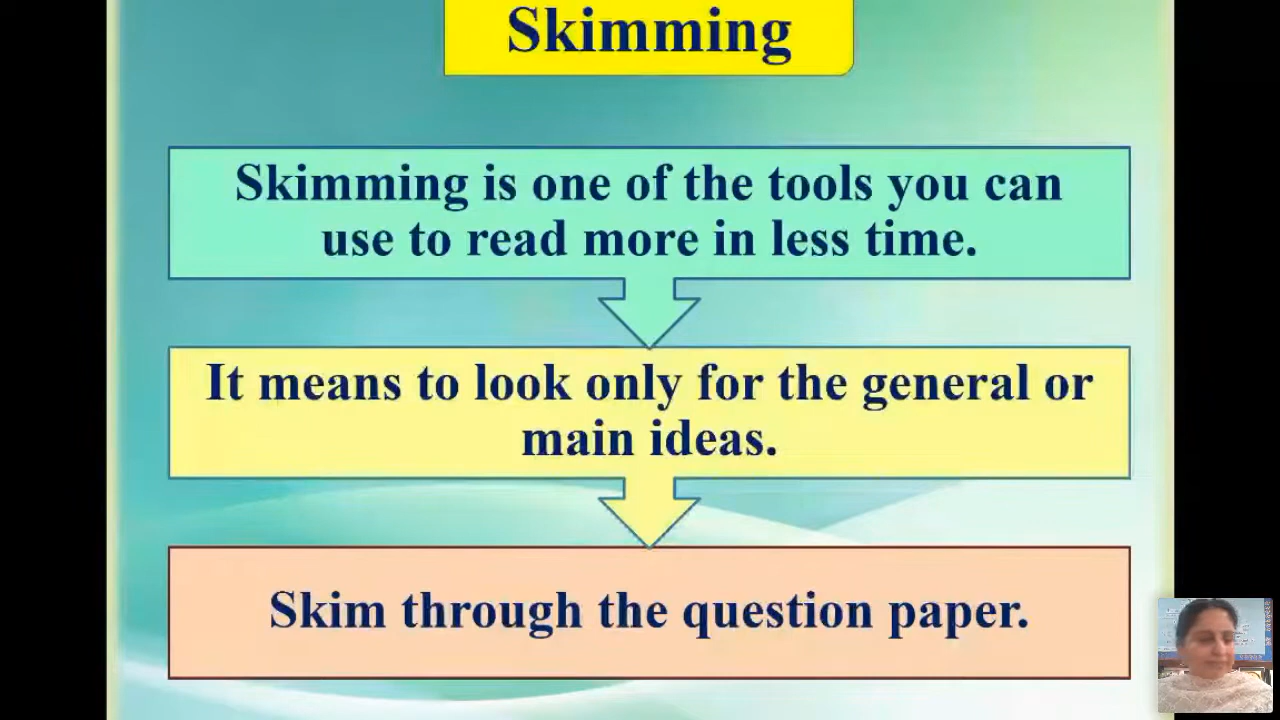 Skimming
Skimming is one of the tools you can
use to read more in less time.
It means to look only for the general or
main ideas.
Skim through the question paper.